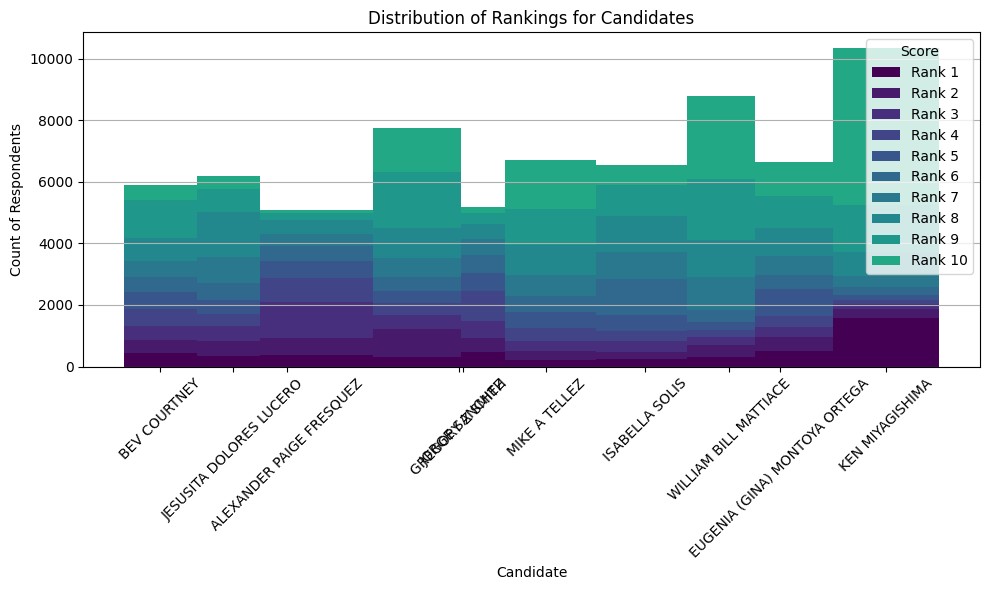 Distribution of Rankings for Candidates
Count of Respondents
10000
8000
6000
4000
2000
0
Score
Rank 1
Rank 2
Rank 3
Rank 4
Rank 5
Rank 6
Rank 7
Rank 8
Rank 9
Rank 10
BEV COURTNEY
JESUSITA DOLORES LUCERO
ALEXANDER PAIGE FRESQUEZ
MIKE A TELLEZ
ISABELLA SOLIS
WILLIAM BILL MATTIACE
EUGENIA (GINA) MONTOYA ORTEGA
KEN MIYAGISHIMA
Candidate